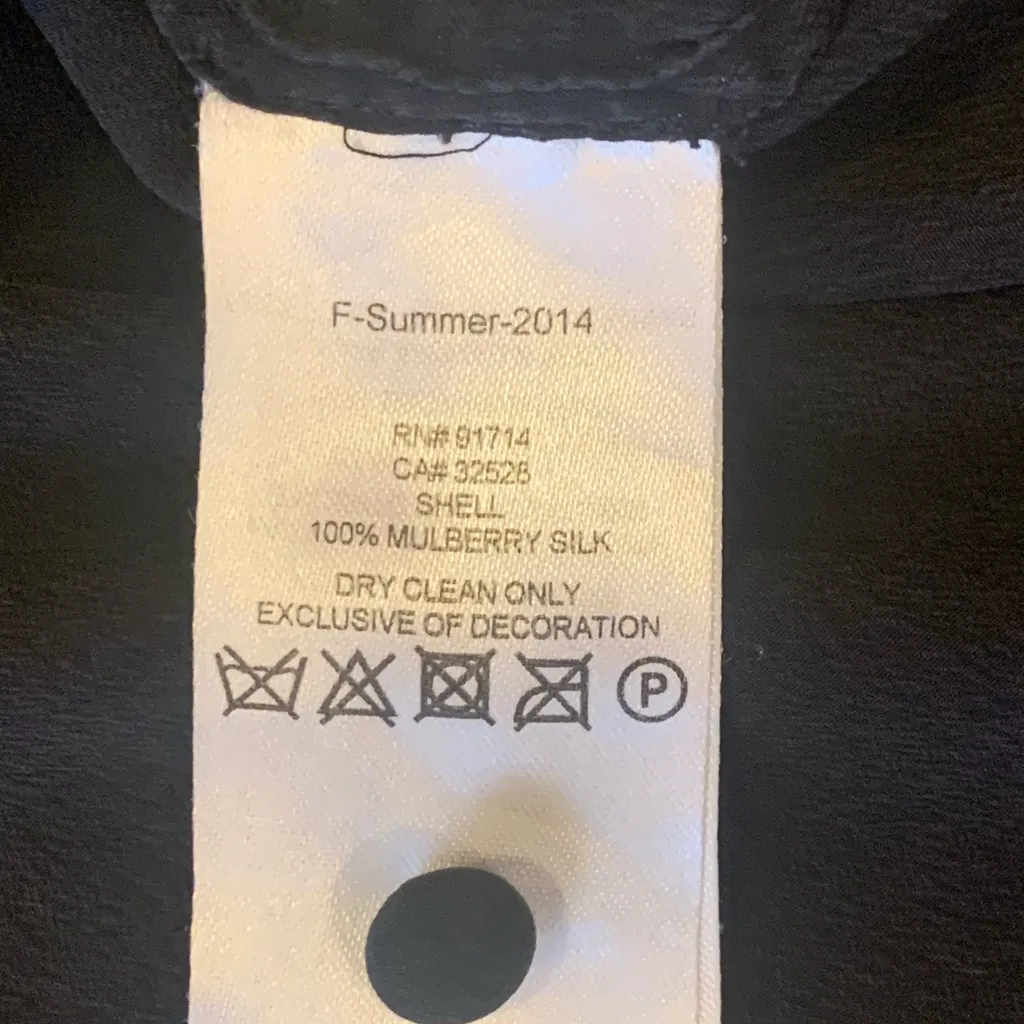 F-Summer-2014
RN# 91714
CA# 32528
SHELL
100% MULBERRY SILK
DRY CLEAN ONLY
EXCLUSIVE OF DECORATION
P